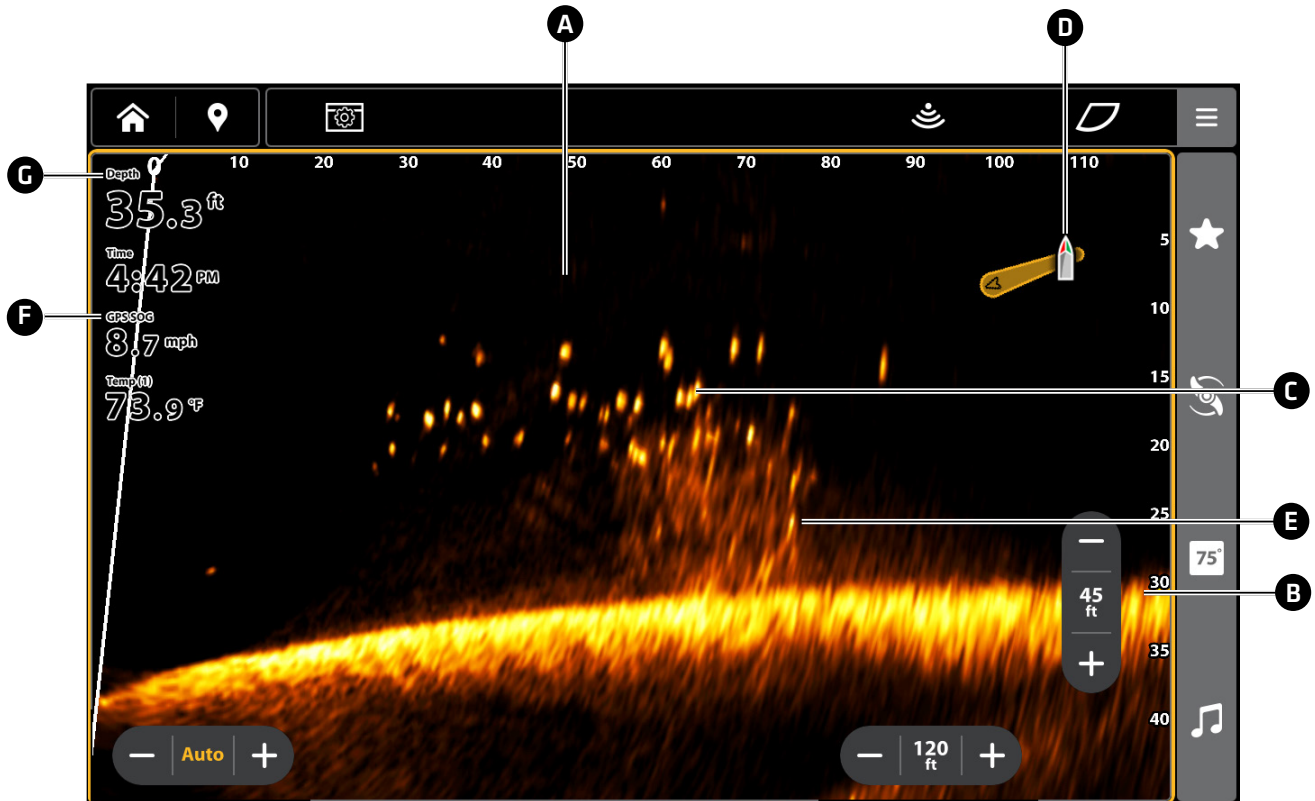 A
D
0 10 20 30 40 50 60 70 80 90 100 110
G
Depth
35.3 ft
Time
4:42 PM
F
GPS SOG
8.7 mph
Temp (1)
73.9 °F
5
10
15
C
20
25
E
75°
30
B
35
40
45
ft
Auto
120
ft